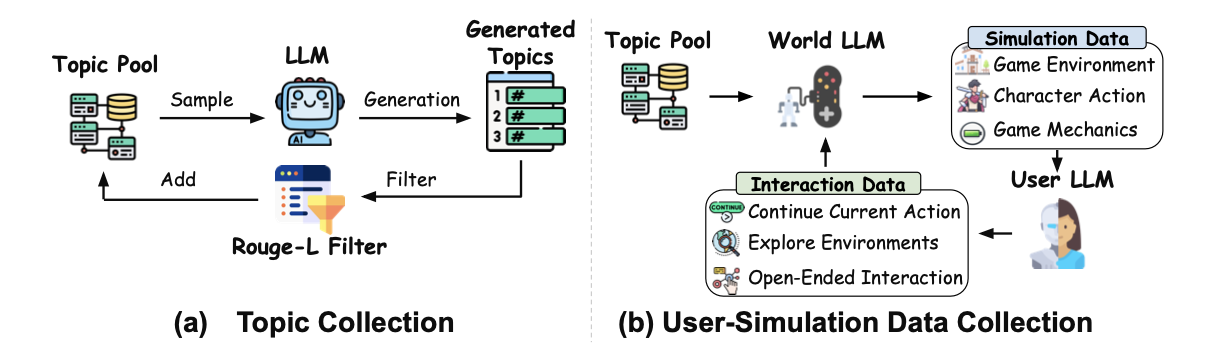 Topic Pool
LLM
Generated
Topics
Sample
Generation
AI
1 #
2 #
3 #
Add
Filter
Rouge-L Filter
(a) Topic Collection
Topic Pool
World LLM
Simulation Data
Game Environment
Character Action
Game Mechanics
User LLM
Interaction Data
CONTINUE
Continue Current Action
Explore Environments
Open-Ended Interaction
(b) User-Simulation Data Collection